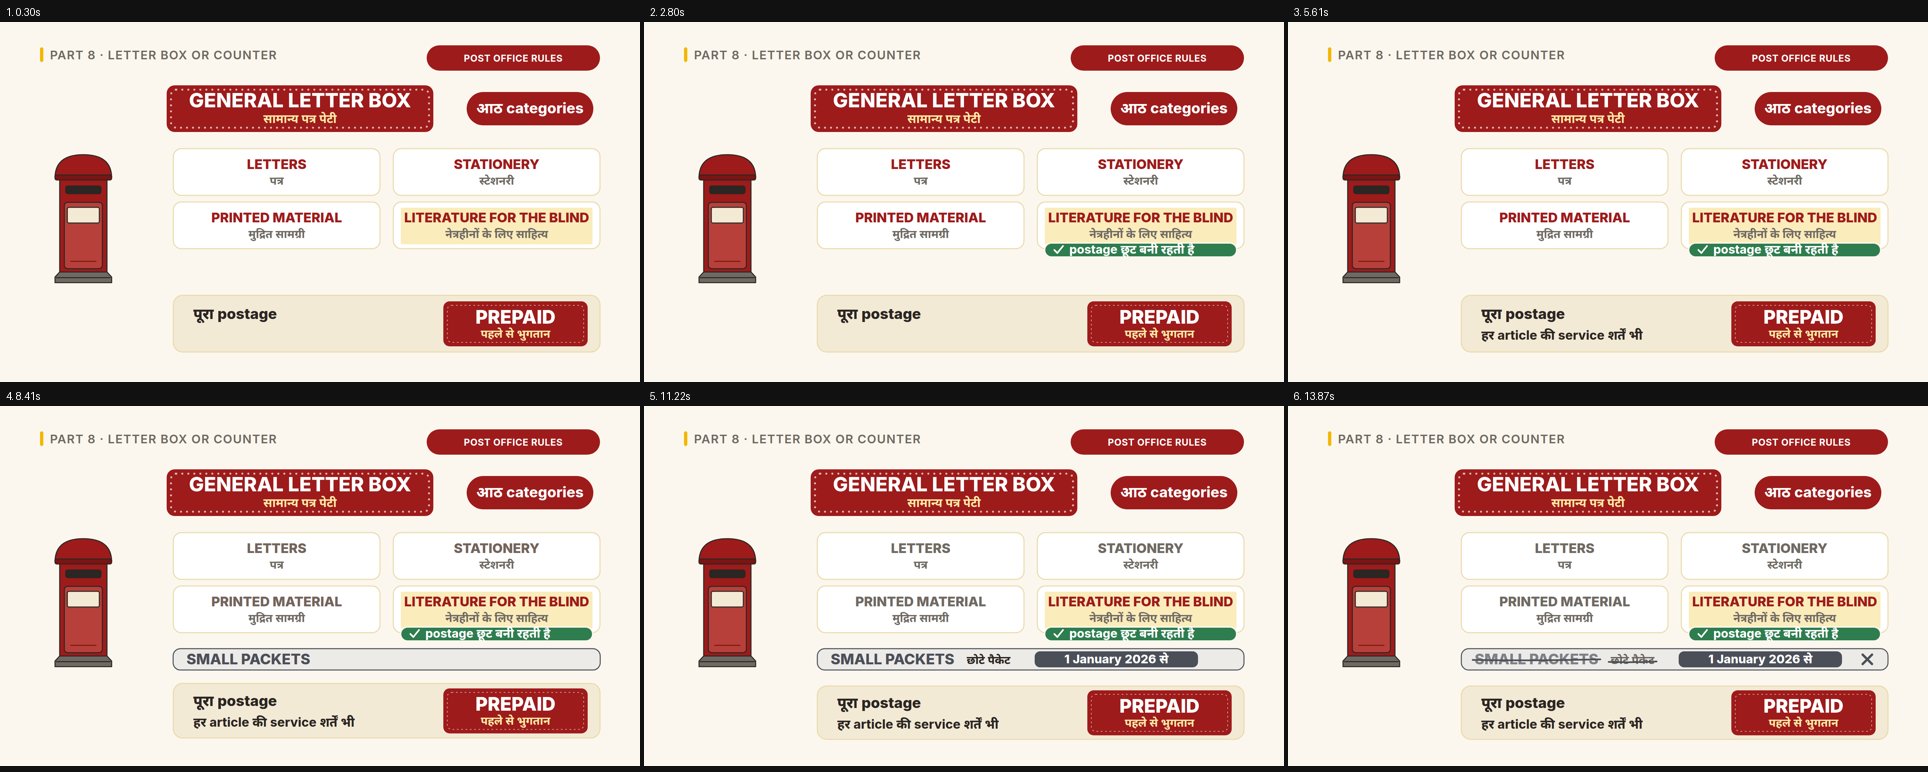 1. 0.30s
PART 8 · LETTER BOX OR COUNTER
POST OFFICE RULES
GENERAL LETTER BOX
सामान्य पत्र पेटी
आठ categories
LETTERS
पत्र
STATIONERY
स्टेशनरी
PRINTED MATERIAL
मुद्रित सामग्री
LITERATURE FOR THE BLIND
नेत्रहीनों के लिए साहित्य
पूरा postage
PREPAID
पहले से भुगतान
2. 2.80s
PART 8 · LETTER BOX OR COUNTER
POST OFFICE RULES
GENERAL LETTER BOX
सामान्य पत्र पेटी
आठ categories
LETTERS
पत्र
STATIONERY
स्टेशनरी
PRINTED MATERIAL
मुद्रित सामग्री
LITERATURE FOR THE BLIND
नेत्रहीनों के लिए साहित्य
✓ postage छूट बनी रहती है
पूरा postage
PREPAID
पहले से भुगतान
3. 5.61s
PART 8 · LETTER BOX OR COUNTER
POST OFFICE RULES
GENERAL LETTER BOX
सामान्य पत्र पेटी
आठ categories
LETTERS
पत्र
STATIONERY
स्टेशनरी
PRINTED MATERIAL
मुद्रित सामग्री
LITERATURE FOR THE BLIND
नेत्रहीनों के लिए साहित्य
✓ postage छूट बनी रहती है
पूरा postage
हर article की service शर्तें भी
PREPAID
पहले से भुगतान
4. 8.41s
PART 8 · LETTER BOX OR COUNTER
POST OFFICE RULES
GENERAL LETTER BOX
सामान्य पत्र पेटी
आठ categories
LETTERS
पत्र
STATIONERY
स्टेशनरी
PRINTED MATERIAL
मुद्रित सामग्री
LITERATURE FOR THE BLIND
नेत्रहीनों के लिए साहित्य
✓ postage छूट बनी रहती है
SMALL PACKETS
पूरा postage
हर article की service शर्तें भी
PREPAID
पहले से भुगतान
5. 11.22s
PART 8 · LETTER BOX OR COUNTER
POST OFFICE RULES
GENERAL LETTER BOX
सामान्य पत्र पेटी
आठ categories
LETTERS
पत्र
STATIONERY
स्टेशनरी
PRINTED MATERIAL
मुद्रित सामग्री
LITERATURE FOR THE BLIND
नेत्रहीनों के लिए साहित्य
✓ postage छूट बनी रहती है
SMALL PACKETS छोटे पैकेट 1 January 2026 से
पूरा postage
हर article की service शर्तें भी
PREPAID
पहले से भुगतान
6. 13.87s
PART 8 · LETTER BOX OR COUNTER
POST OFFICE RULES
GENERAL LETTER BOX
सामान्य पत्र पेटी
आठ categories
LETTERS
पत्र
STATIONERY
स्टेशनरी
PRINTED MATERIAL
मुद्रित सामग्री
LITERATURE FOR THE BLIND
नेत्रहीनों के लिए साहित्य
✓ postage छूट बनी रहती है
SMALL PACKETS छोटे पैकेट 1 January 2026 से ✕
पूरा postage
हर article की service शर्तें भी
PREPAID
पहले से भुगतान